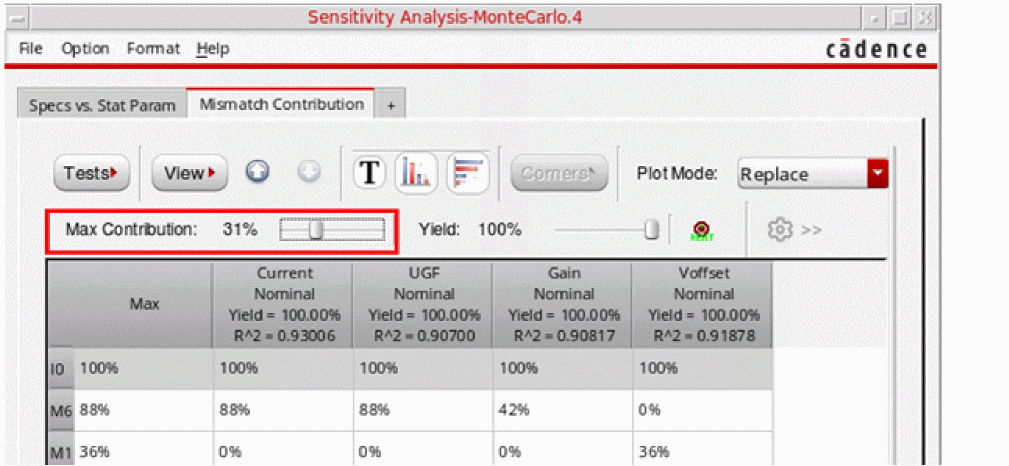 Sensitivity Analysis-MonteCarlo.4
File Option Format Help
cādence
Specs vs. Stat Param Mismatch Contribution +
Tests View T Corners Plot Mode: Replace
Max Contribution: 31% Yield: 100% >>
Max
Current
Nominal
Yield = 100.00%
R^2 = 0.93006
UGF
Nominal
Yield = 100.00%
R^2 = 0.90700
Gain
Nominal
Yield = 100.00%
R^2 = 0.90817
Voffset
Nominal
Yield = 100.00%
R^2 = 0.91878
I0 100% 100% 100% 100% 100%
M6 88% 88% 88% 42% 0%
M1 36% 0% 0% 0% 36%